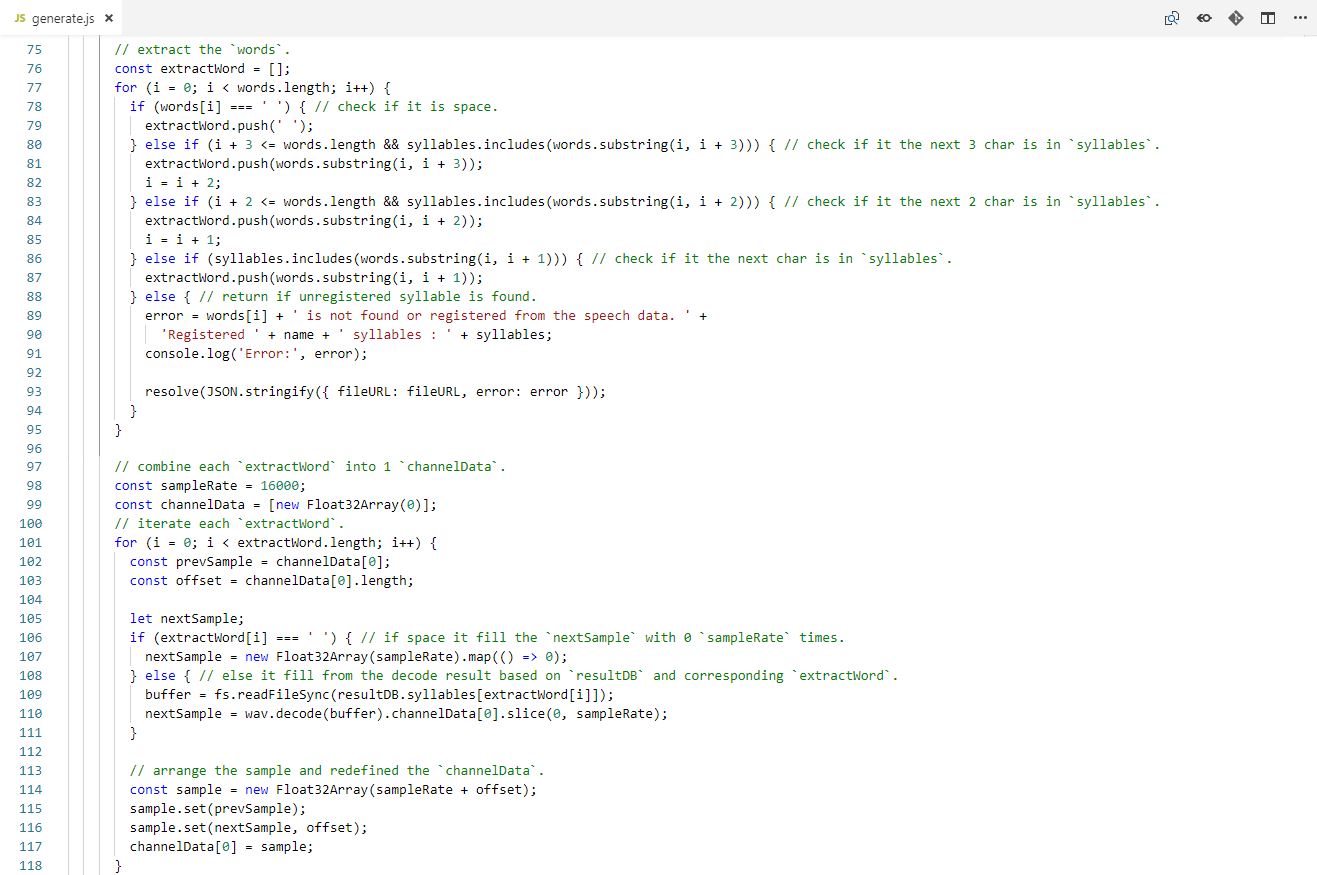 JS generate.js ×
75 // extract the `words`.
76 const extractWord = [];
77 for (i = 0; i < words.length; i++) {
78 if (words[i] === ' ') { // check if it is space.
79 extractWord.push(' ');
80 } else if (i + 3 <= words.length && syllables.includes(words.substring(i, i + 3))) { // check if it the next 3 char is in `syllables`.
81 extractWord.push(words.substring(i, i + 3));
82 i = i + 2;
83 } else if (i + 2 <= words.length && syllables.includes(words.substring(i, i + 2))) { // check if it the next 2 char is in `syllables`.
84 extractWord.push(words.substring(i, i + 2));
85 i = i + 1;
86 } else if (syllables.includes(words.substring(i, i + 1))) { // check if it the next char is in `syllables`.
87 extractWord.push(words.substring(i, i + 1));
88 } else { // return if unregistered syllable is found.
89 error = words[i] + ' is not found or registered from the speech data. ' +
90 'Registered ' + name + ' syllables : ' + syllables;
91 console.log('Error:', error);
92
93 resolve(JSON.stringify({ fileURL: fileURL, error: error }));
94 }
95 }
96
97 // combine each `extractWord` into 1 `channelData`.
98 const sampleRate = 16000;
99 const channelData = [new Float32Array(0)];
100 // iterate each `extractWord`.
101 for (i = 0; i < extractWord.length; i++) {
102 const prevSample = channelData[0];
103 const offset = channelData[0].length;
104
105 let nextSample;
106 if (extractWord[i] === ' ') { // if space it fill the `nextSample` with 0 `sampleRate` times.
107 nextSample = new Float32Array(sampleRate).map(() => 0);
108 } else { // else it fill from the decode result based on `resultDB` and corresponding `extractWord`.
109 buffer = fs.readFileSync(resultDB.syllables[extractWord[i]]);
110 nextSample = wav.decode(buffer).channelData[0].slice(0, sampleRate);
111 }
112
113 // arrange the sample and redefined the `channelData`.
114 const sample = new Float32Array(sampleRate + offset);
115 sample.set(prevSample);
116 sample.set(nextSample, offset);
117 channelData[0] = sample;
118 }